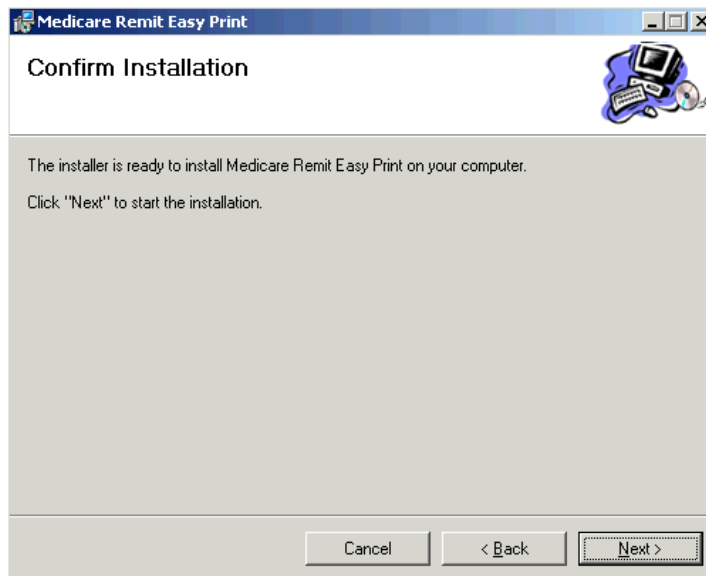 Medicare Remit Easy Print
Confirm Installation
The installer is ready to install Medicare Remit Easy Print on your computer.
Click "Next" to start the installation.
Cancel
< Back
Next >